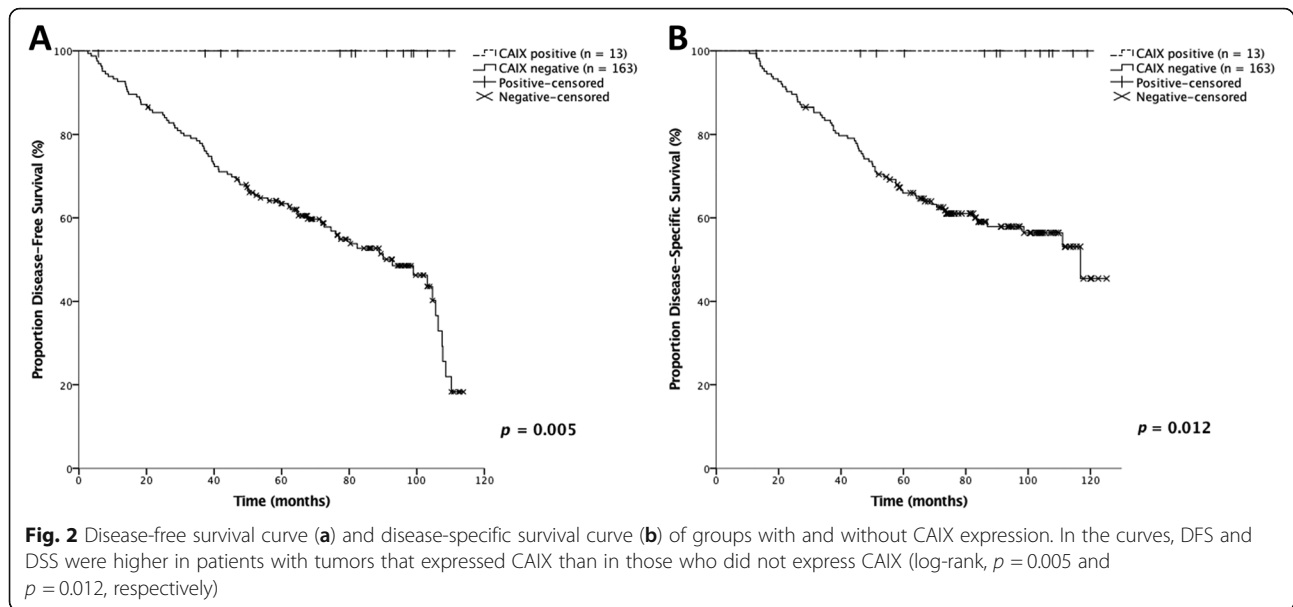 A
Proportion Disease-Free Survival (%)
100
80
60
40
20
0
0 20 40 60 80 100 120
Time (months)
CAIX positive (n = 13)
CAIX negative (n = 163)
Positive-censored
Negative-censored
p = 0.005
B
Proportion Disease-Specific Survival (%)
100
80
60
40
20
0
0 20 40 60 80 100 120
Time (months)
CAIX positive (n = 13)
CAIX negative (n = 163)
Positive-censored
Negative-censored
p = 0.012
Fig. 2 Disease-free survival curve (a) and disease-specific survival curve (b) of groups with and without CAIX expression. In the curves, DFS and
DSS were higher in patients with tumors that expressed CAIX than in those who did not express CAIX (log-rank, p = 0.005 and
p = 0.012, respectively)